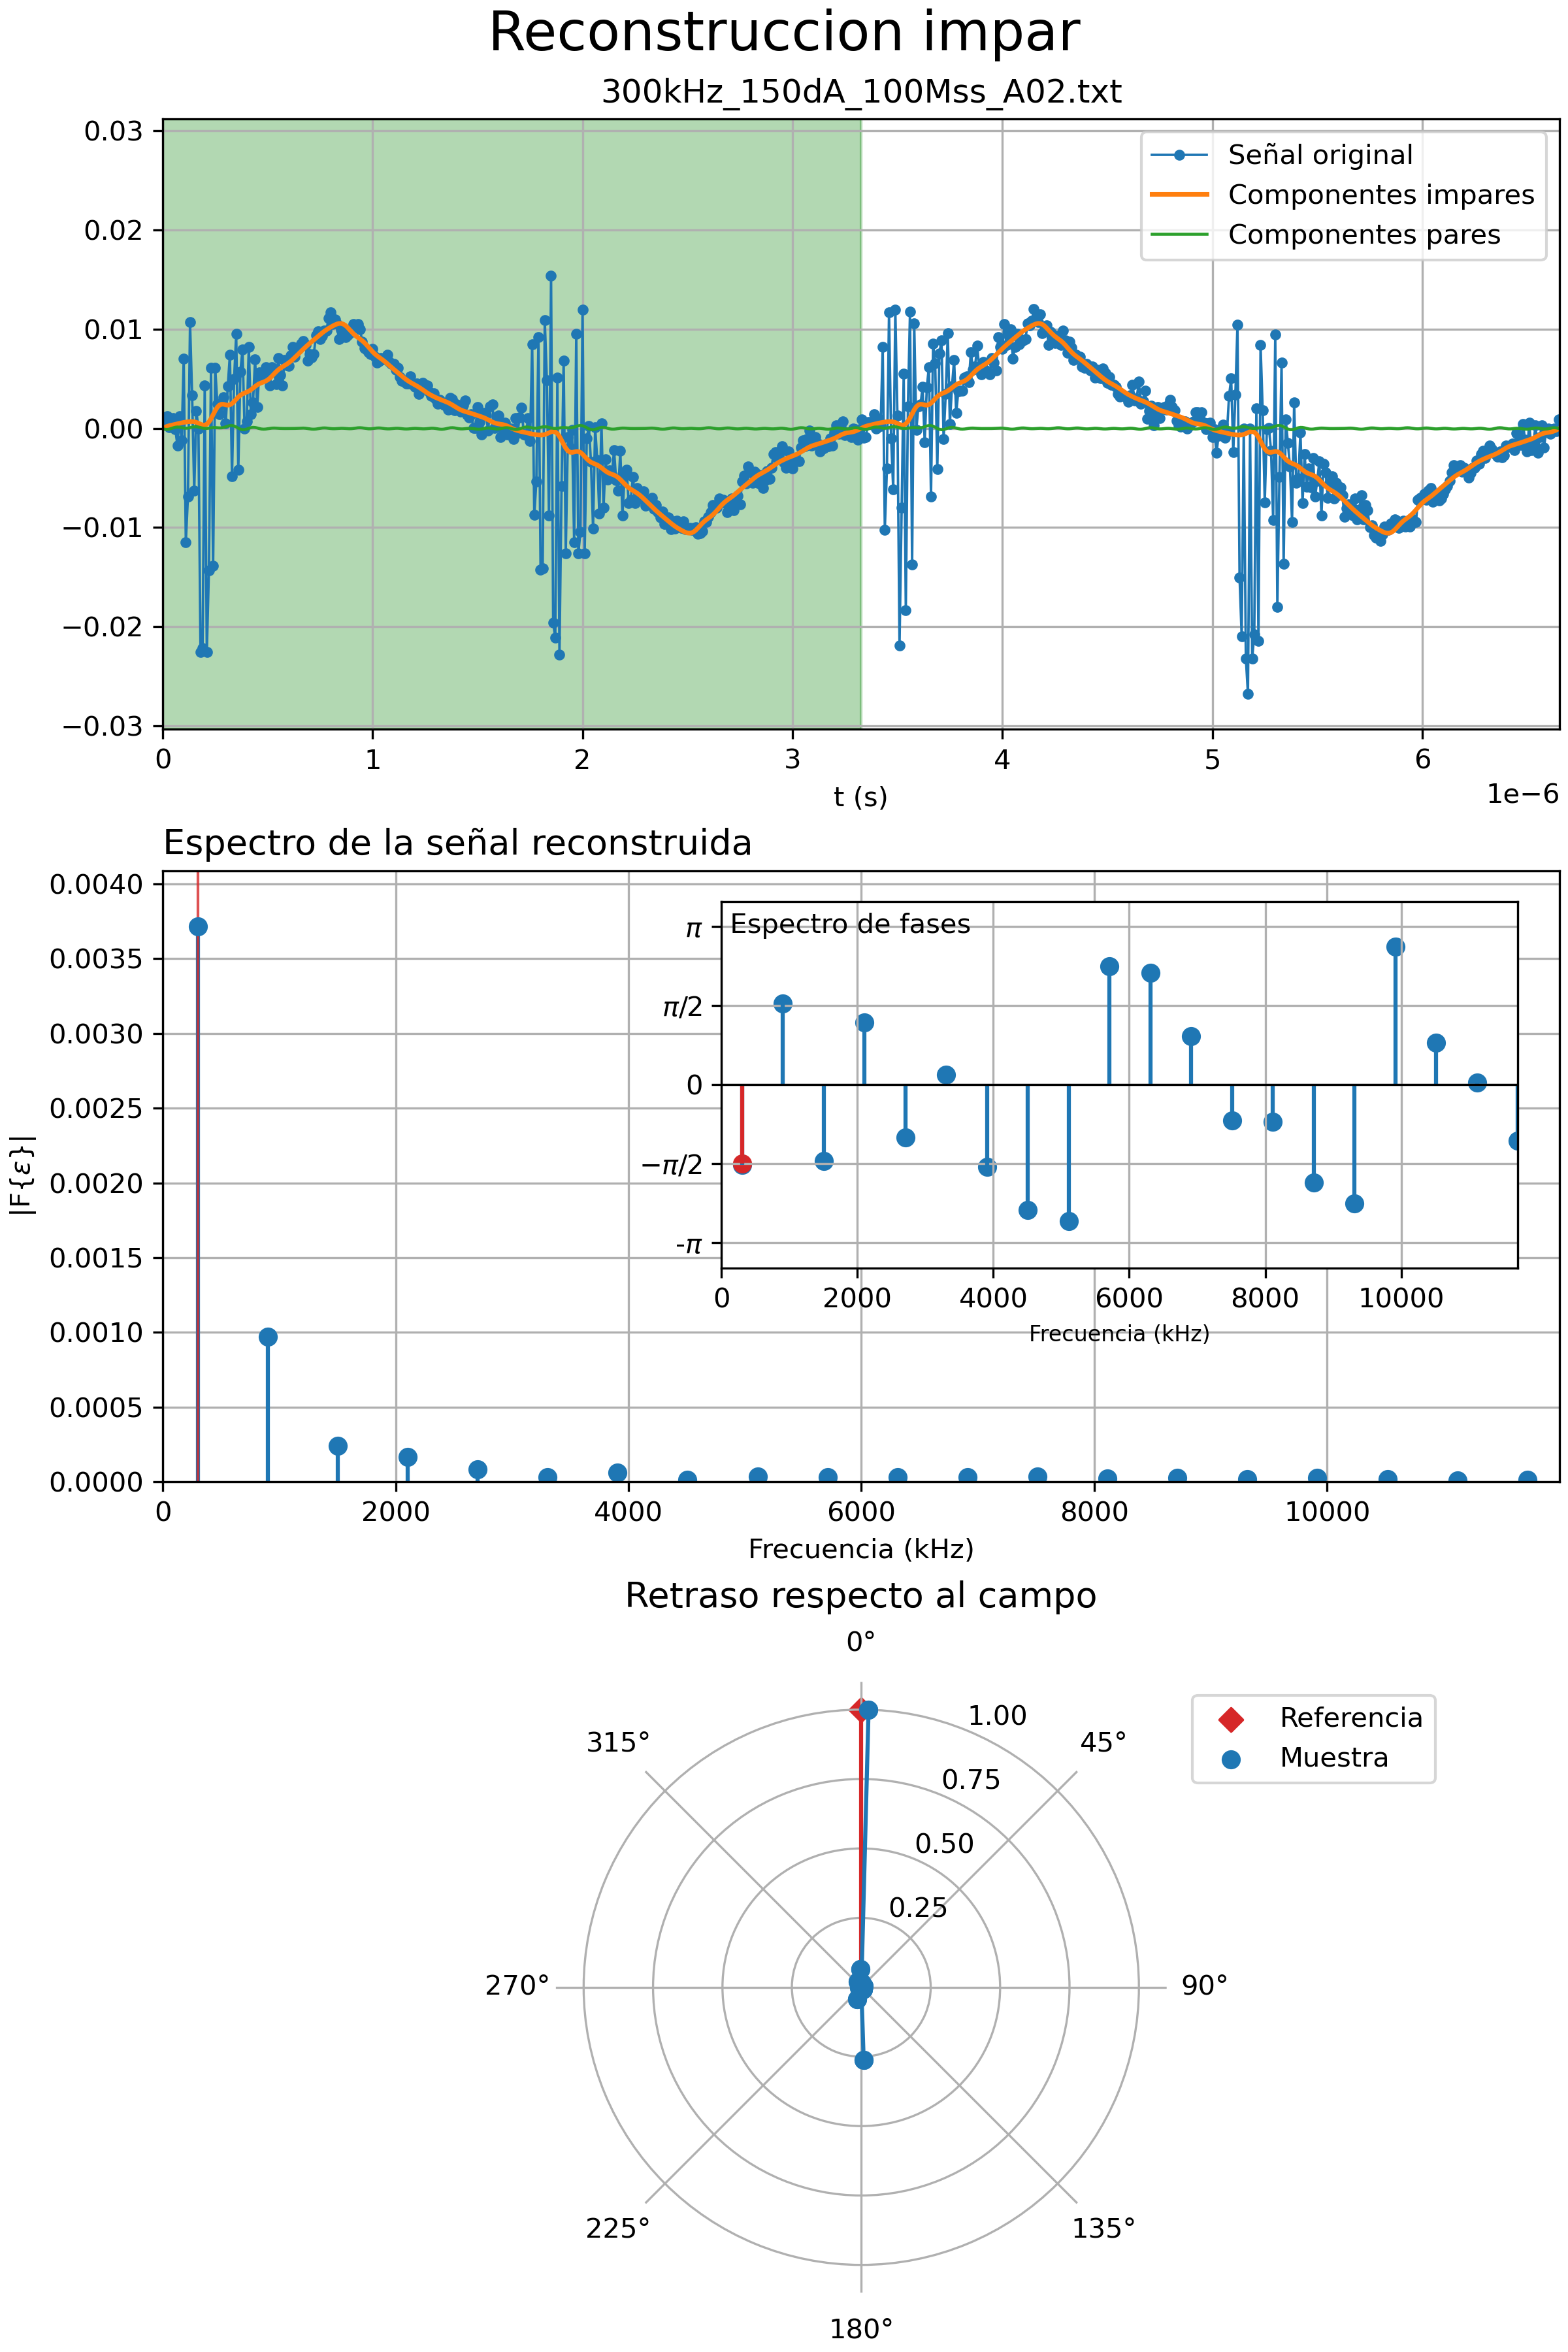 Reconstruccion impar
300kHz_150dA_100Mss_A02.txt
0.03
0.02
0.01
0.00
−0.01
−0.02
−0.03
Señal original
Componentes impares
Componentes pares
0 1 2 3 4 5 6
t (s)
1e−6
Espectro de la señal reconstruida
0.0040
0.0035
0.0030
0.0025
0.0020
0.0015
0.0010
0.0005
0.0000
|F{ε}|
Espectro de fases
π
π/2
0
−π/2
-π
0 2000 4000 6000 8000 10000
Frecuencia (kHz)
0 2000 4000 6000 8000 10000
Frecuencia (kHz)
Retraso respecto al campo
0°
45°
90°
135°
180°
225°
270°
315°
1.00
0.75
0.50
0.25
Referencia
Muestra